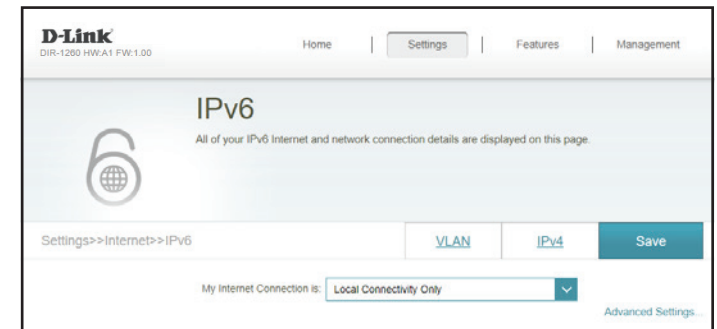 D-Link
DIR-1260 HW:A1 FW:1.00
Home | Settings | Features | Management
IPv6
All of your IPv6 Internet and network connection details are displayed on this page.
Settings>>Internet>>IPv6
VLAN
IPv4
Save
My Internet Connection is: Local Connectivity Only
Advanced Settings...